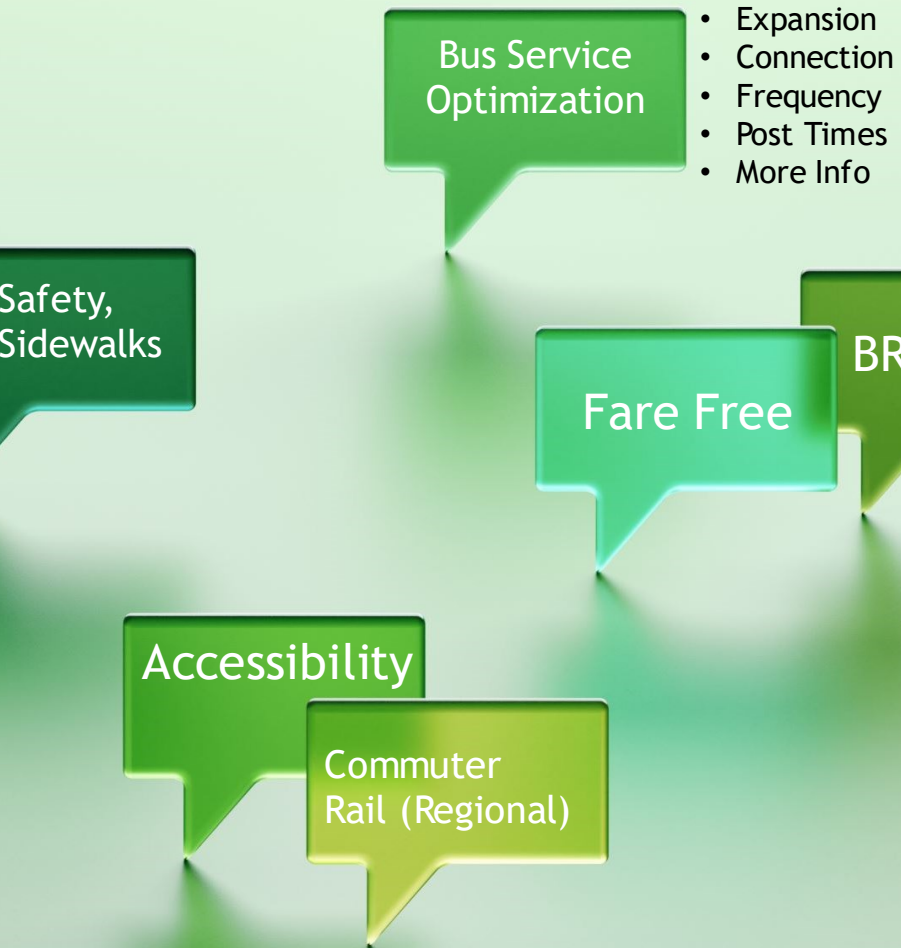 Bus Service
Optimization
• Expansion
• Connection
• Frequency
• Post Times
• More Info
Safety,
Sidewalks
Fare Free
Accessibility
Commuter
Rail (Regional)